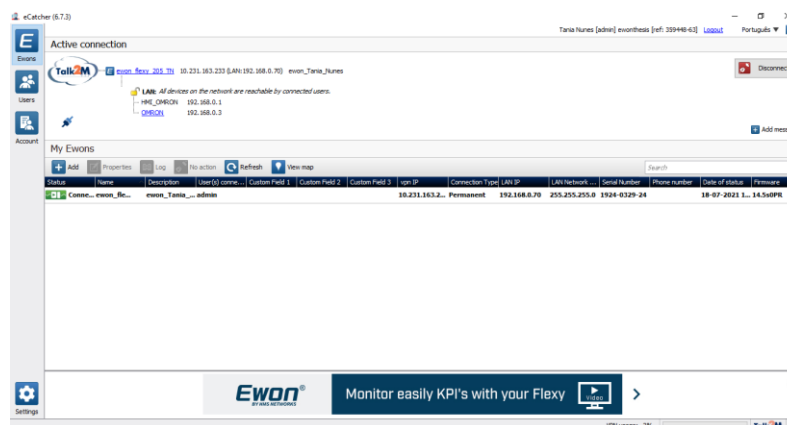 eCatcher (6.7.3)
Tania Nunes [admin] ewonthesis [ref: 359448-63] Logout Português
Active connection
Ewons
Talk2M
ewon_flexy_205_TN 10.231.163.233 (LAN:192.168.0.70) ewon_Tania_Nunes
Disconnec
LAN: All devices on the network are reachable by connected users.
HMI_OMRON 192.168.0.1
OMRON 192.168.0.3
Users
Account
Add mess
My Ewons
Add Properties Log No action Refresh View map Search
Status Name Description User(s) conne... Custom Field 1 Custom Field 2 Custom Field 3 vpn IP Connection Type LAN IP LAN Network ... Serial Number Phone number Date of status Firmware
Conne... ewon_fle... ewon_Tania_... admin 10.231.163.2... Permanent 192.168.0.70 255.255.255.0 1924-0329-24 18-07-2021 1... 14.5s0PR
Ewon®
BY HMS NETWORKS
Monitor easily KPI's with your Flexy
Video
Settings